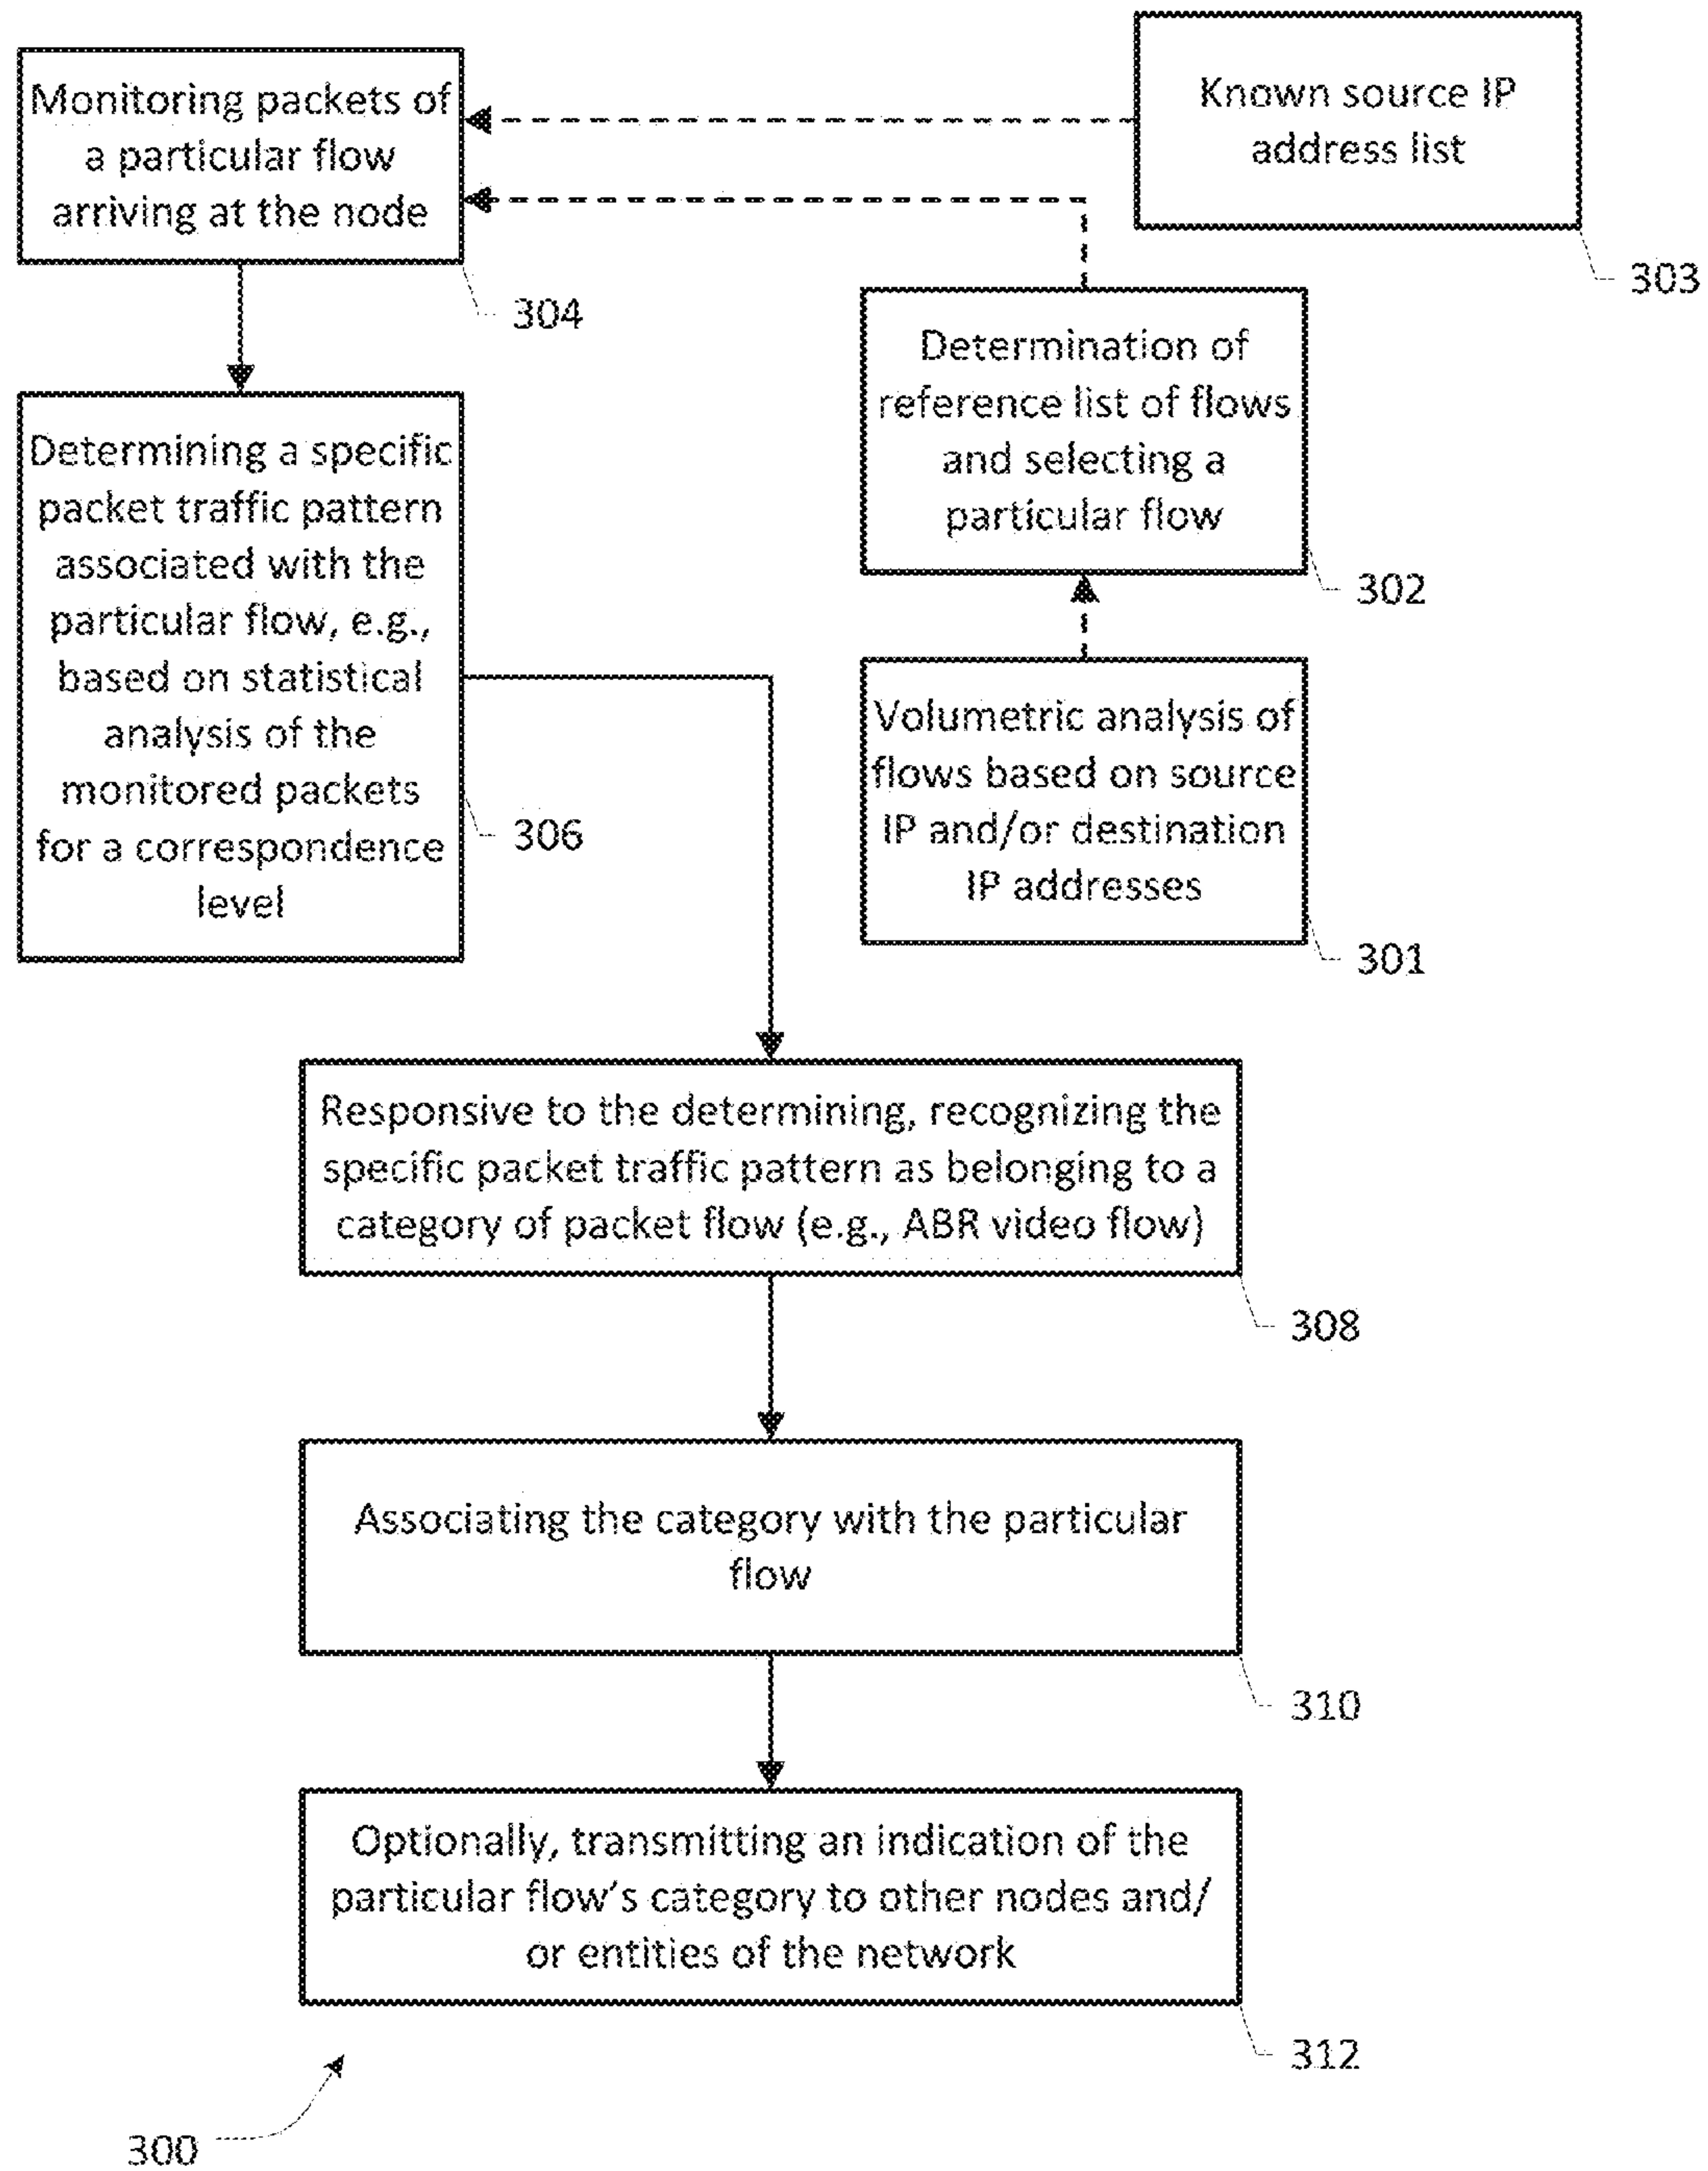 Monitoring packets of
a particular flow
arriving at the node
304
Known source IP
address list
303
Determination of
reference list of flows
and selecting a
particular flow
302
Determining a specific
packet traffic pattern
associated with the
particular flow, e.g.,
based on statistical
analysis of the
monitored packets
for a correspondence
level
306
Volumetric analysis of
flows based on source
IP and/or destination
IP addresses
301
Responsive to the determining, recognizing the
specific packet traffic pattern as belonging to a
category of packet flow (e.g., ABR video flow)
308
Associating the category with the particular
flow
310
Optionally, transmitting an indication of the
particular flow's category to other nodes and/
or entities of the network
312
300